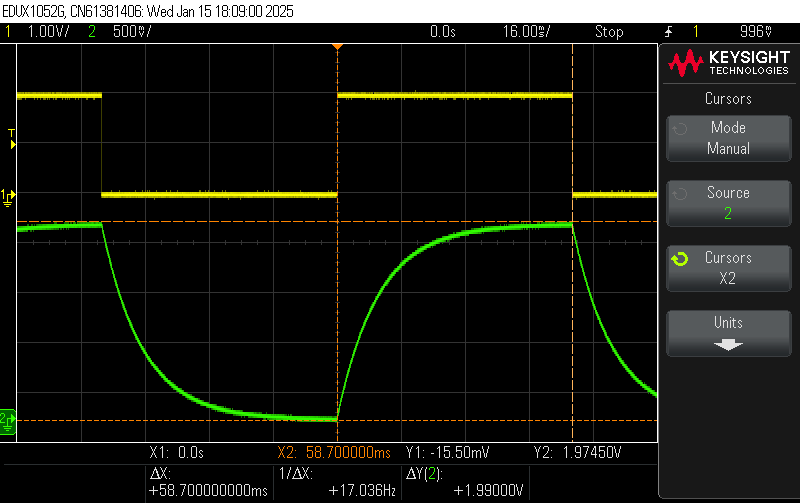 EDUX1052G, CN61381406: Wed Jan 15 18:09:00 2025
1 1.00V/ 2 500mV/ 0.0s 16.00ms/ Stop 1 996mV
KEYSIGHT
TECHNOLOGIES
Cursors
Mode
Manual
Source
2
Cursors
X2
Units
T
1
2
X1: 0.0s X2: 58.700000ms Y1: -15.50mV Y2: 1.97450V
ΔX: 1/ΔX: ΔY(2):
+58.700000000ms +17.036Hz +1.99000V